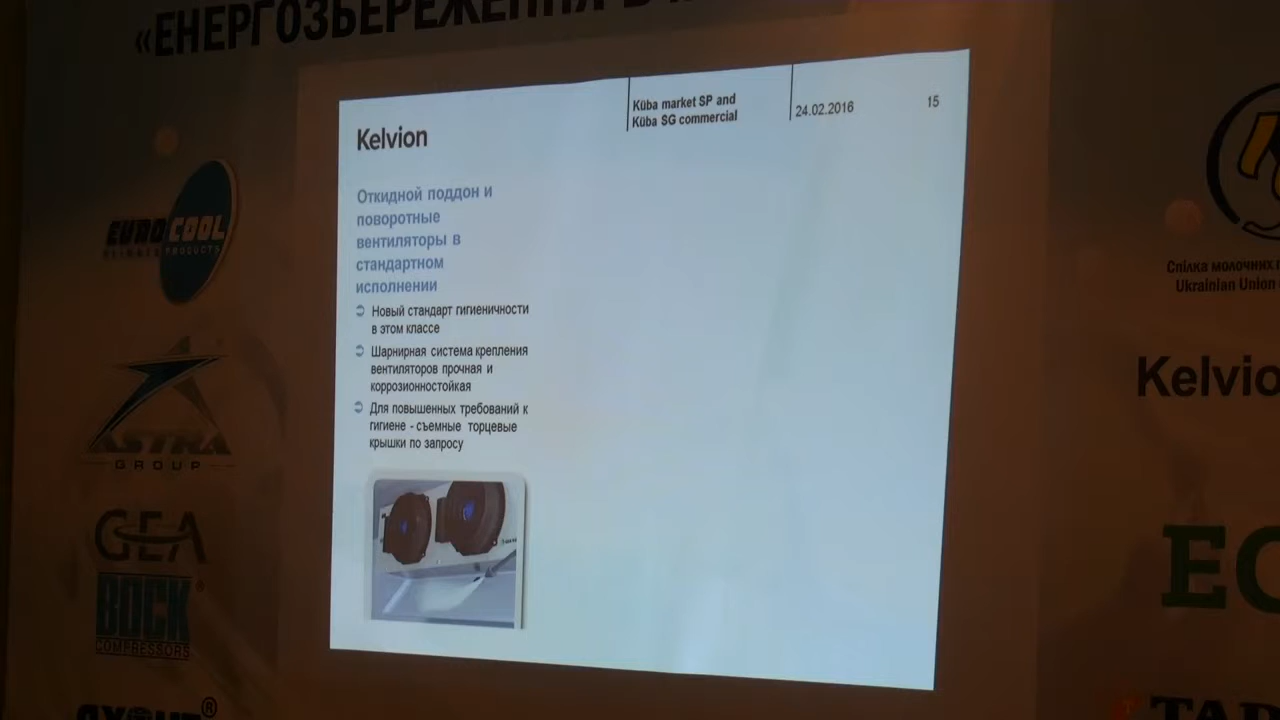 «ЕНЕРГОЗБЕРЕЖЕННЯ В
Kelvion
Küba market SP and
Küba SG commercial
24.02.2016
15
Откидной поддон и
поворотные
вентиляторы в
стандартном
исполнении
Новый стандарт гигиеничности
в этом классе
Шарнирная система крепления
вентиляторов прочная и
коррозионностойкая
Для повышенных требований к
гигиене - съемные торцевые
крышки по запросу
EUROCOOL
PRODUCTS
ASTRA
GROUP
GEA
BOCK
®
COMPRESSORS
®
Спілка молочних
Ukrainian Union
Kelvio